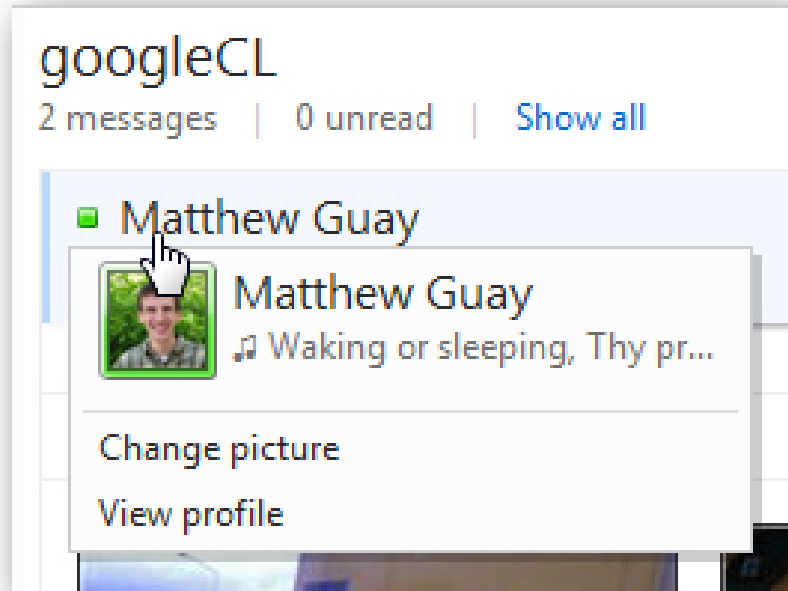 googleCL
2 messages | 0 unread | Show all
Matthew Guay
Matthew Guay
♫ Waking or sleeping, Thy pr...
Change picture
View profile